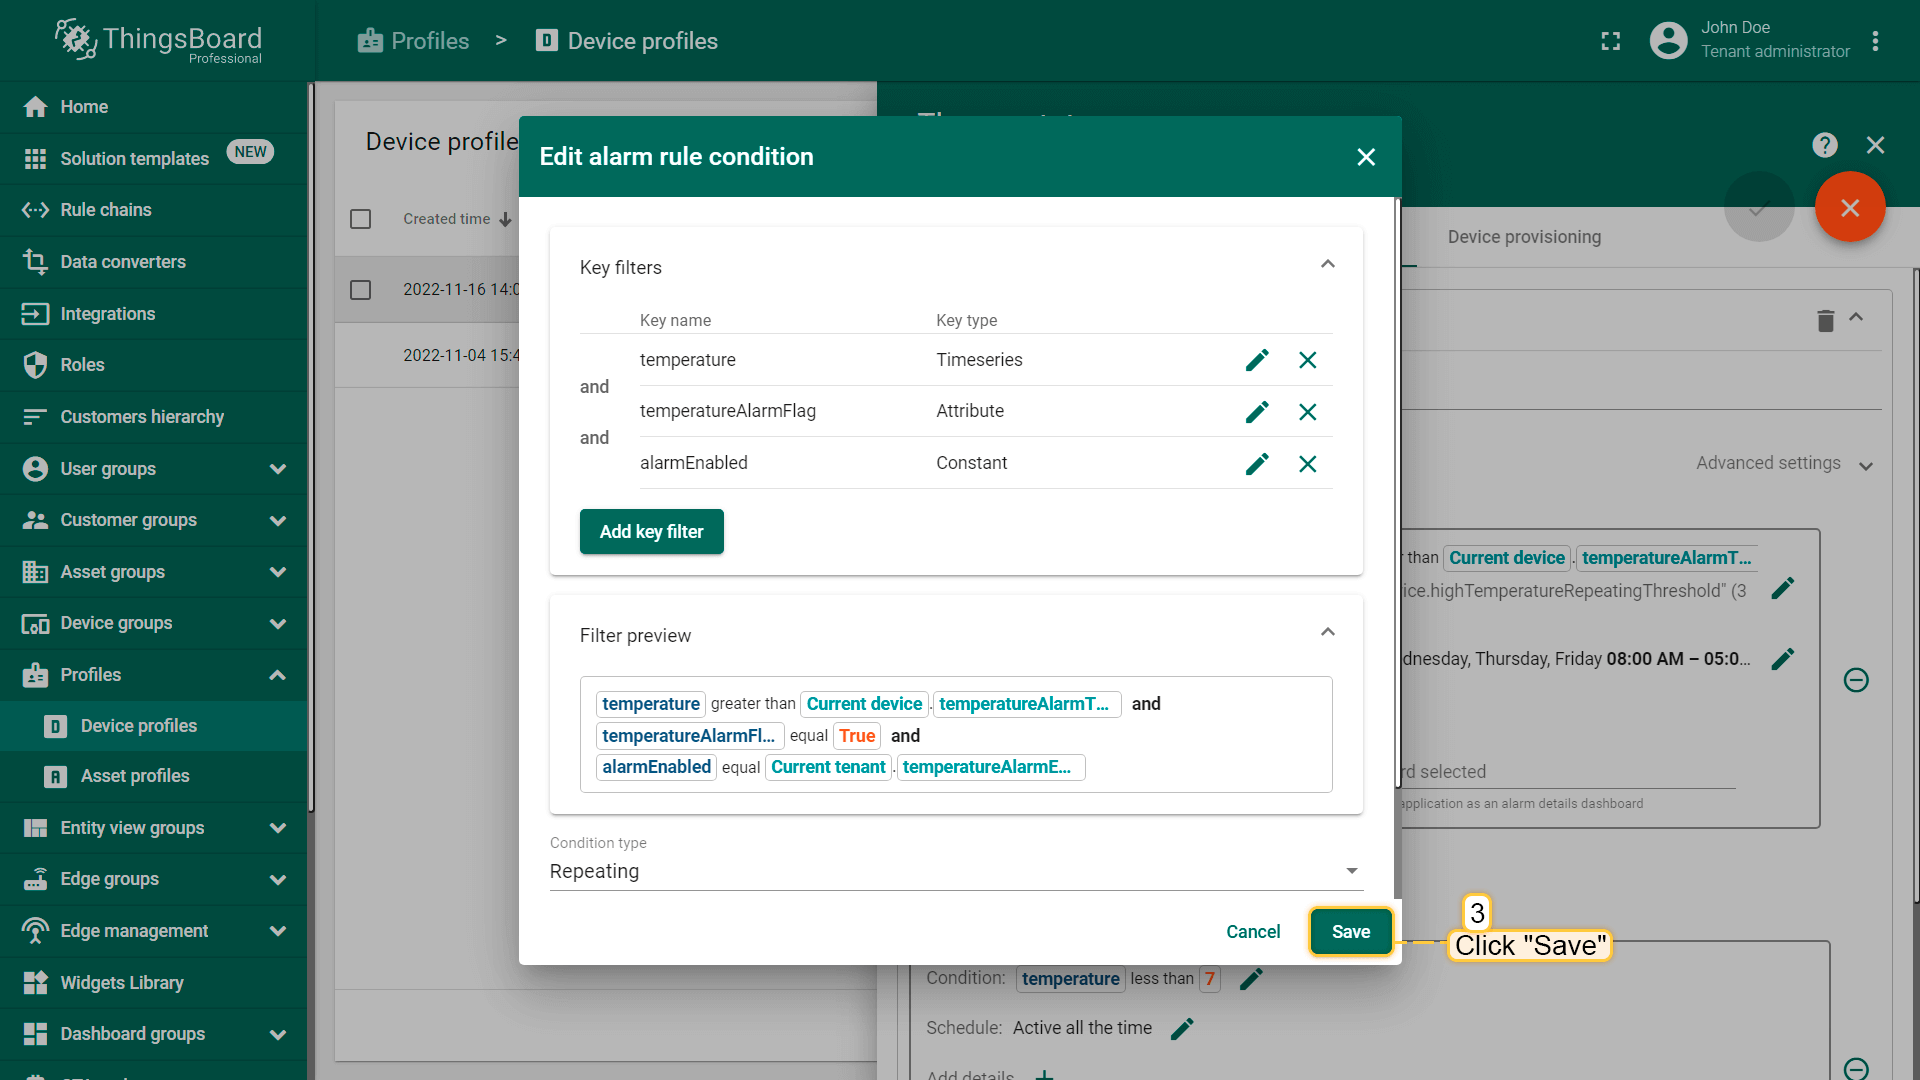 ThingsBoard
Professional
Profiles > Device profiles
John Doe
Tenant administrator
Home
Solution templates NEW
Rule chains
Data converters
Integrations
Roles
Customers hierarchy
User groups
Customer groups
Asset groups
Device groups
Profiles
Device profiles
Asset profiles
Entity view groups
Edge groups
Edge management
Widgets Library
Dashboard groups
Device profile
Created time
2022-11-16 14:0
2022-11-04 15:4
Edit alarm rule condition
Key filters
Key name Key type
temperature Timeseries
and
temperatureAlarmFlag Attribute
and
alarmEnabled Constant
Add key filter
Filter preview
temperature greater than Current device . temperatureAlarmT... and
temperatureAlarmFl... equal True and
alarmEnabled equal Current tenant . temperatureAlarmE...
Condition type
Repeating
Cancel Save
3
Click "Save"
Device provisioning
Advanced settings
than Current device . temperatureAlarmT...
ice.highTemperatureRepeatingThreshold" (3
dnesday, Thursday, Friday 08:00 AM – 05:0...
rd selected
application as an alarm details dashboard
Condition: temperature less than 7
Schedule: Active all the time
Add details